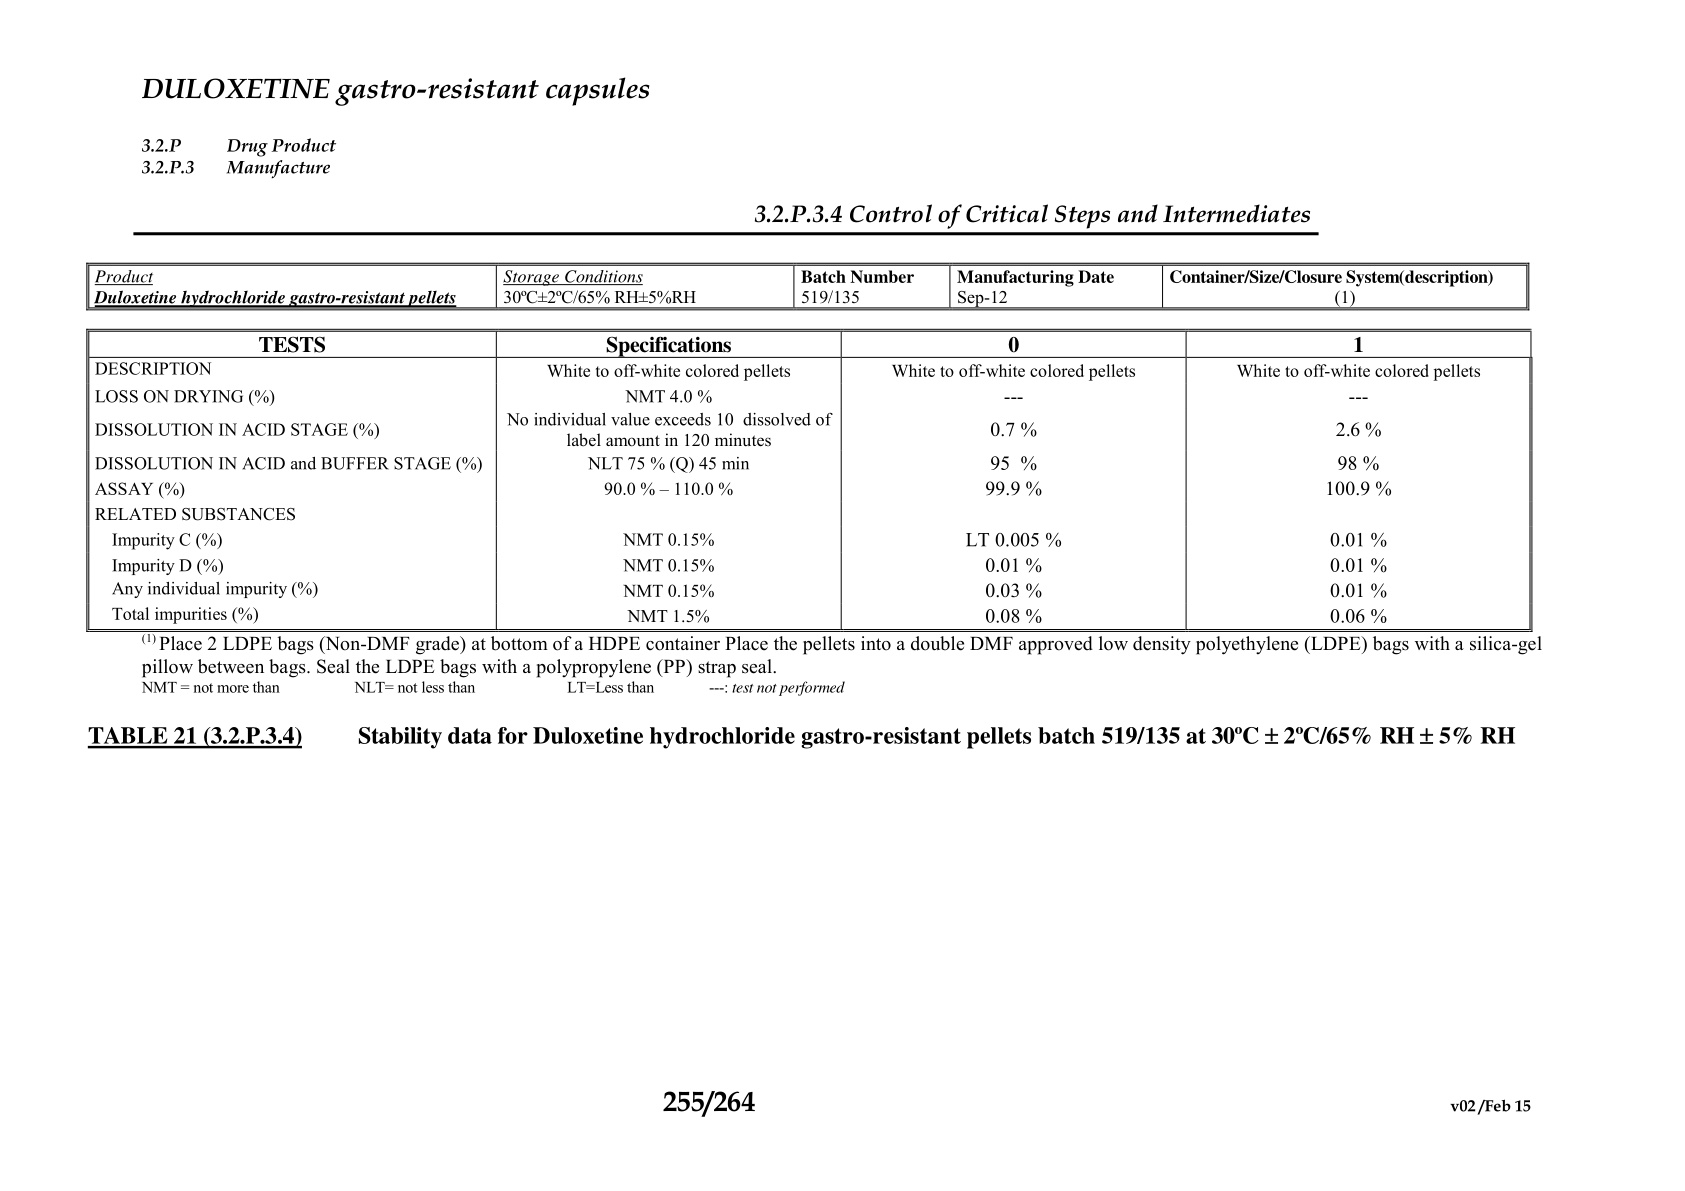 DULOXETINE gastro-resistant capsules
3.2.P Drug Product
3.2.P.3 Manufacture
3.2.P.3.4 Control of Critical Steps and Intermediates
Product Storage Conditions Batch Number Manufacturing Date Container/Size/Closure System(description)
Duloxetine hydrochloride gastro-resistant pellets 30ºC±2ºC/65% RH±5%RH 519/135 Sep-12 (1)
TESTS Specifications 0 1
DESCRIPTION White to off-white colored pellets White to off-white colored pellets White to off-white colored pellets
LOSS ON DRYING (%) NMT 4.0 % --- ---
DISSOLUTION IN ACID STAGE (%) No individual value exceeds 10 dissolved of
label amount in 120 minutes 0.7 % 2.6 %
DISSOLUTION IN ACID and BUFFER STAGE (%) NLT 75 % (Q) 45 min 95 % 98 %
ASSAY (%) 90.0 % – 110.0 % 99.9 % 100.9 %
RELATED SUBSTANCES
Impurity C (%) NMT 0.15% LT 0.005 % 0.01 %
Impurity D (%) NMT 0.15% 0.01 % 0.01 %
Any individual impurity (%) NMT 0.15% 0.03 % 0.01 %
Total impurities (%) NMT 1.5% 0.08 % 0.06 %
(1) Place 2 LDPE bags (Non-DMF grade) at bottom of a HDPE container Place the pellets into a double DMF approved low density polyethylene (LDPE) bags with a silica-gel
pillow between bags. Seal the LDPE bags with a polypropylene (PP) strap seal.
NMT = not more than NLT= not less than LT=Less than ---: test not performed
TABLE 21 (3.2.P.3.4) Stability data for Duloxetine hydrochloride gastro-resistant pellets batch 519/135 at 30ºC ± 2ºC/65% RH ± 5% RH
255/264
v02 /Feb 15